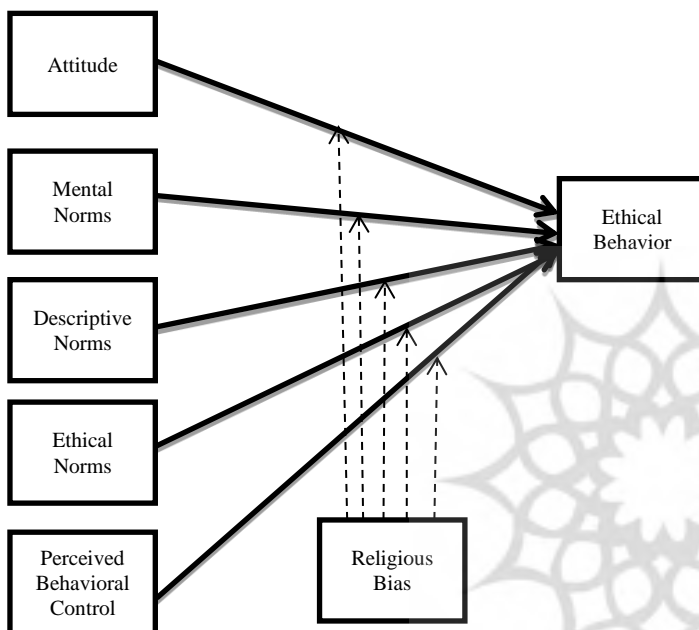 Attitude
Mental
Norms
Descriptive
Norms
Ethical
Norms
Perceived
Behavioral
Control
Religious
Bias
Ethical
Behavior